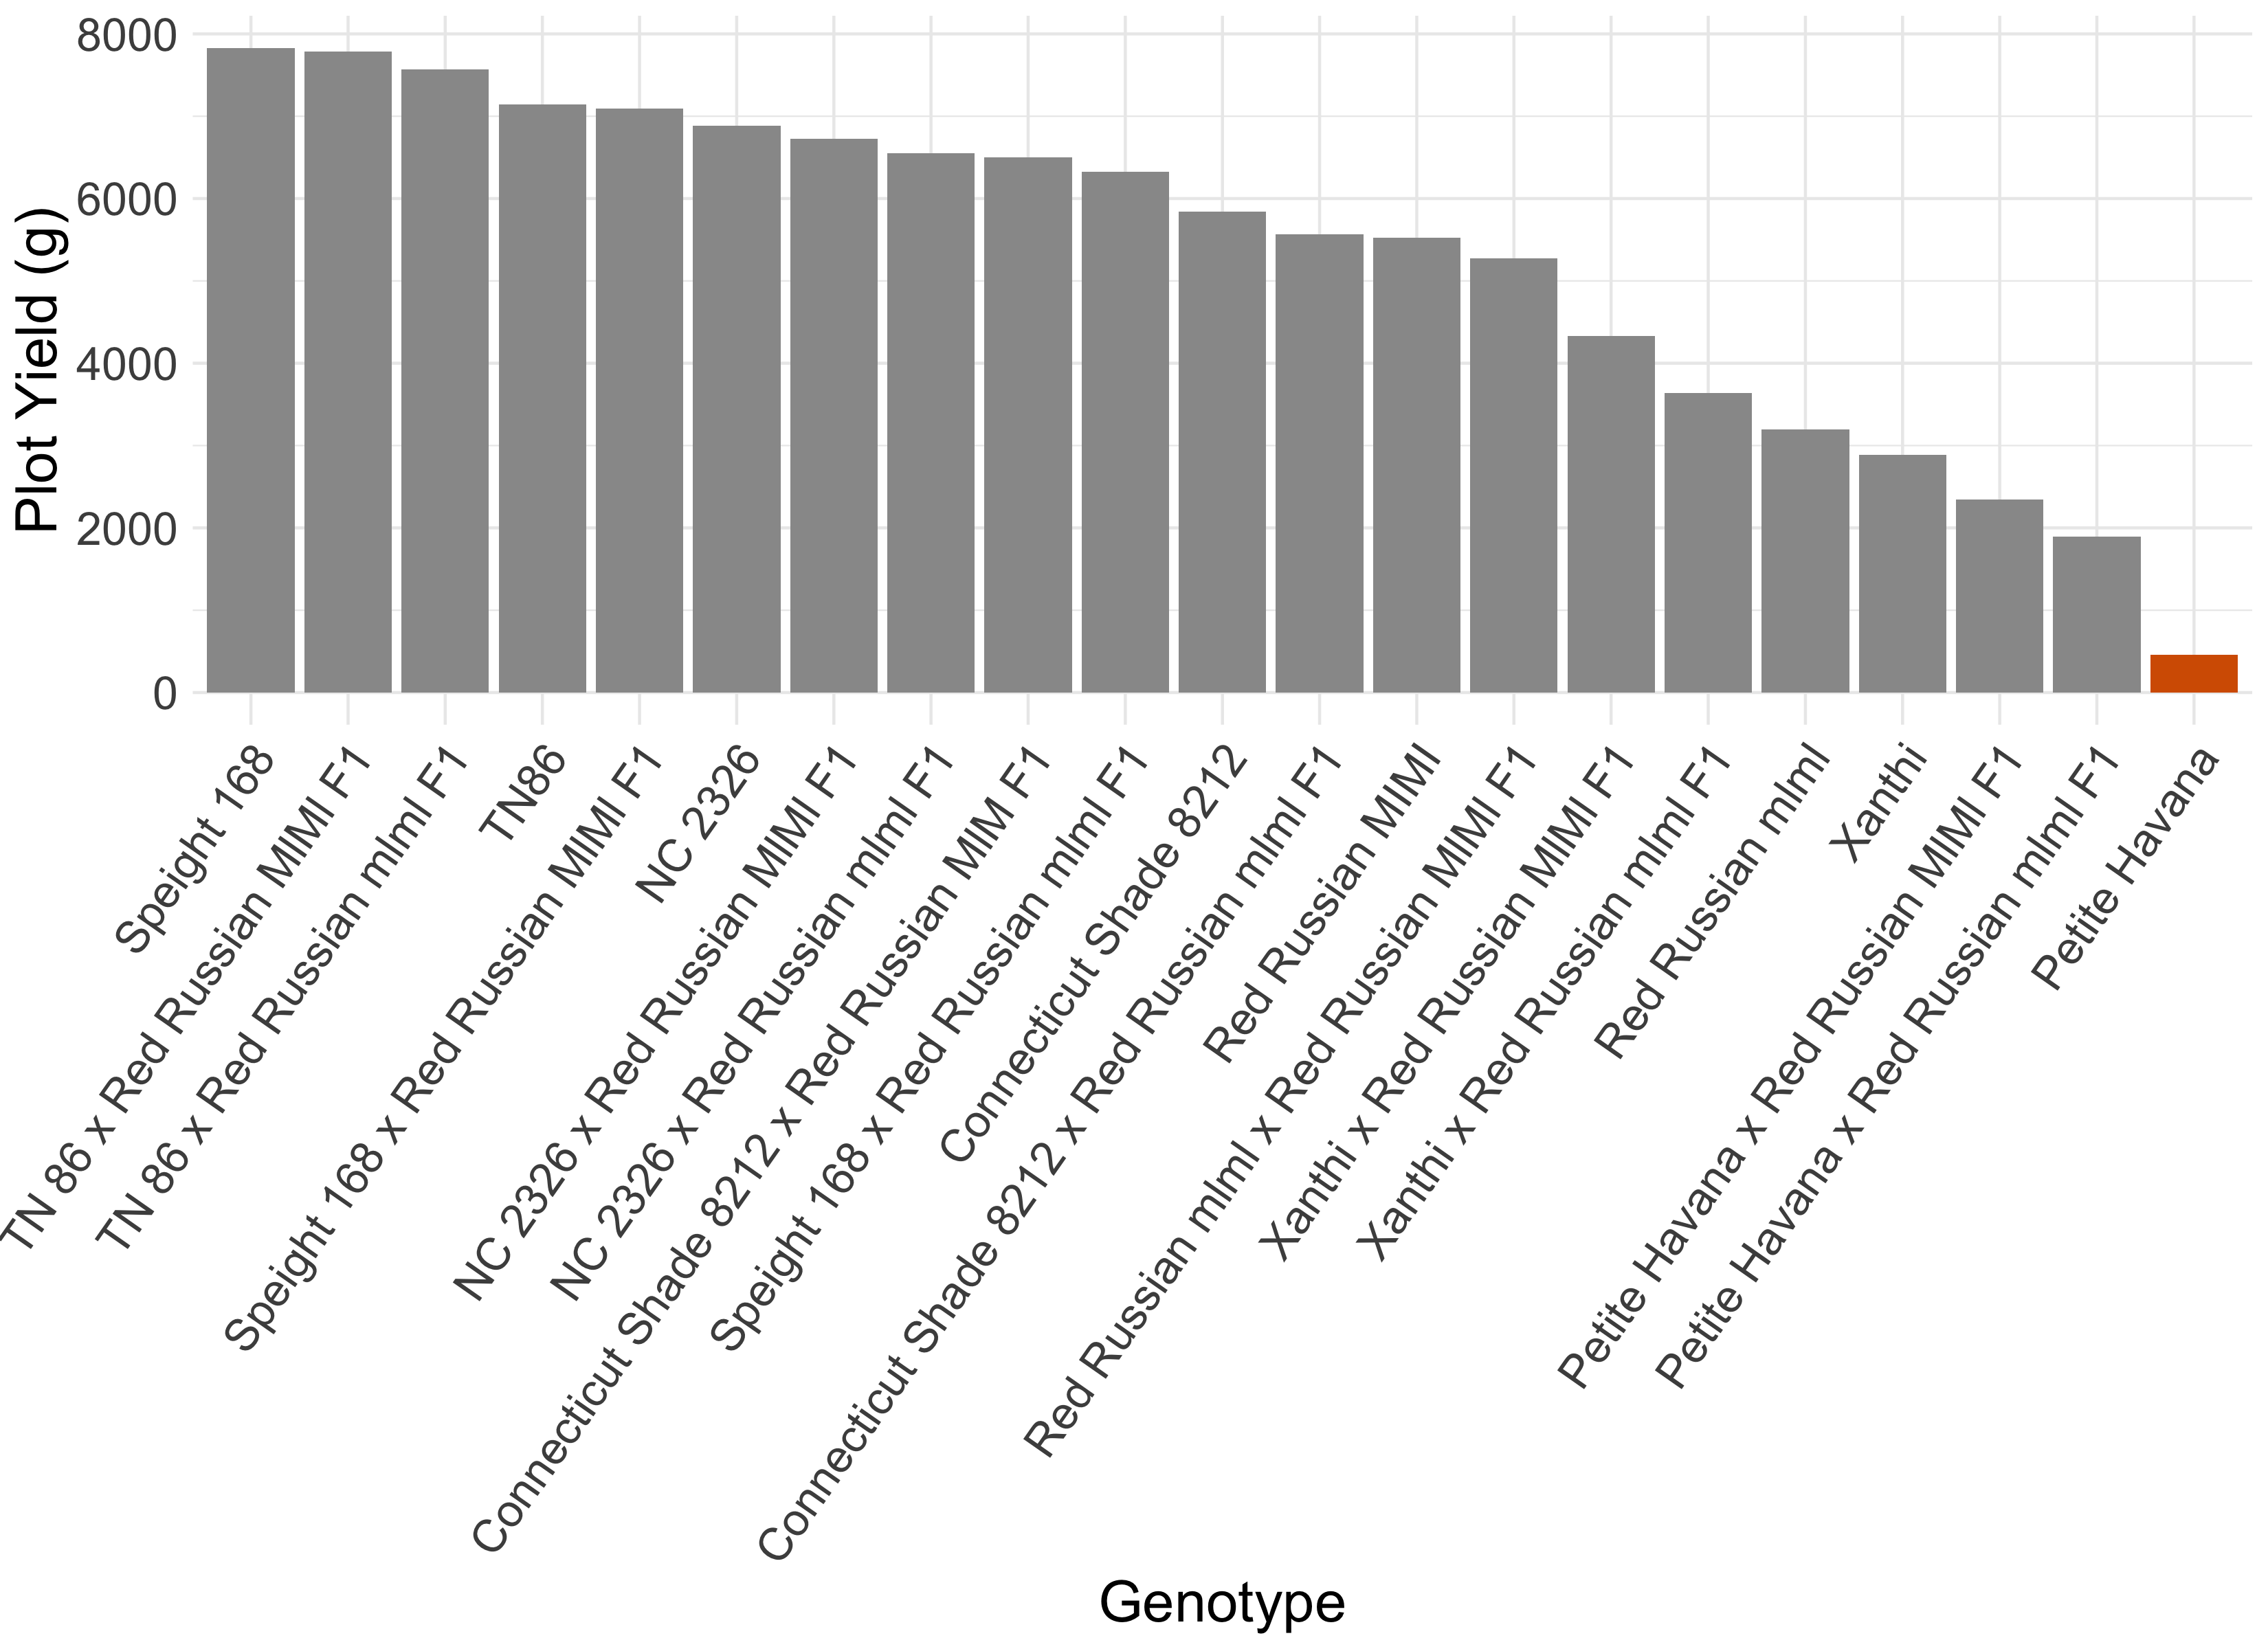 8000
6000
4000
2000
0
Plot Yield (g)
Speight 168
TN 86 x Red Russian MlMl F1
TN 86 x Red Russian mlml F1
TN86
Speight 168 x Red Russian MlMl F1
NC 2326
NC 2326 x Red Russian MlMl F1
NC 2326 x Red Russian mlml F1
Connecticut Shade 8212 x Red Russian MlM F1
Speight 168 x Red Russian mlml F1
Connecticut Shade 8212
Connecticut Shade 8212 x Red Russian mlml F1
Red Russian MlMl
Red Russian mlml x Red Russian MlMl F1
Xanthi x Red Russian MlMl F1
Xanthi x Red Russian mlml F1
Red Russian mlml
Xanthi
Petite Havana x Red Russian MlMl F1
Petite Havana x Red Russian mlml F1
Petite Havana
Genotype